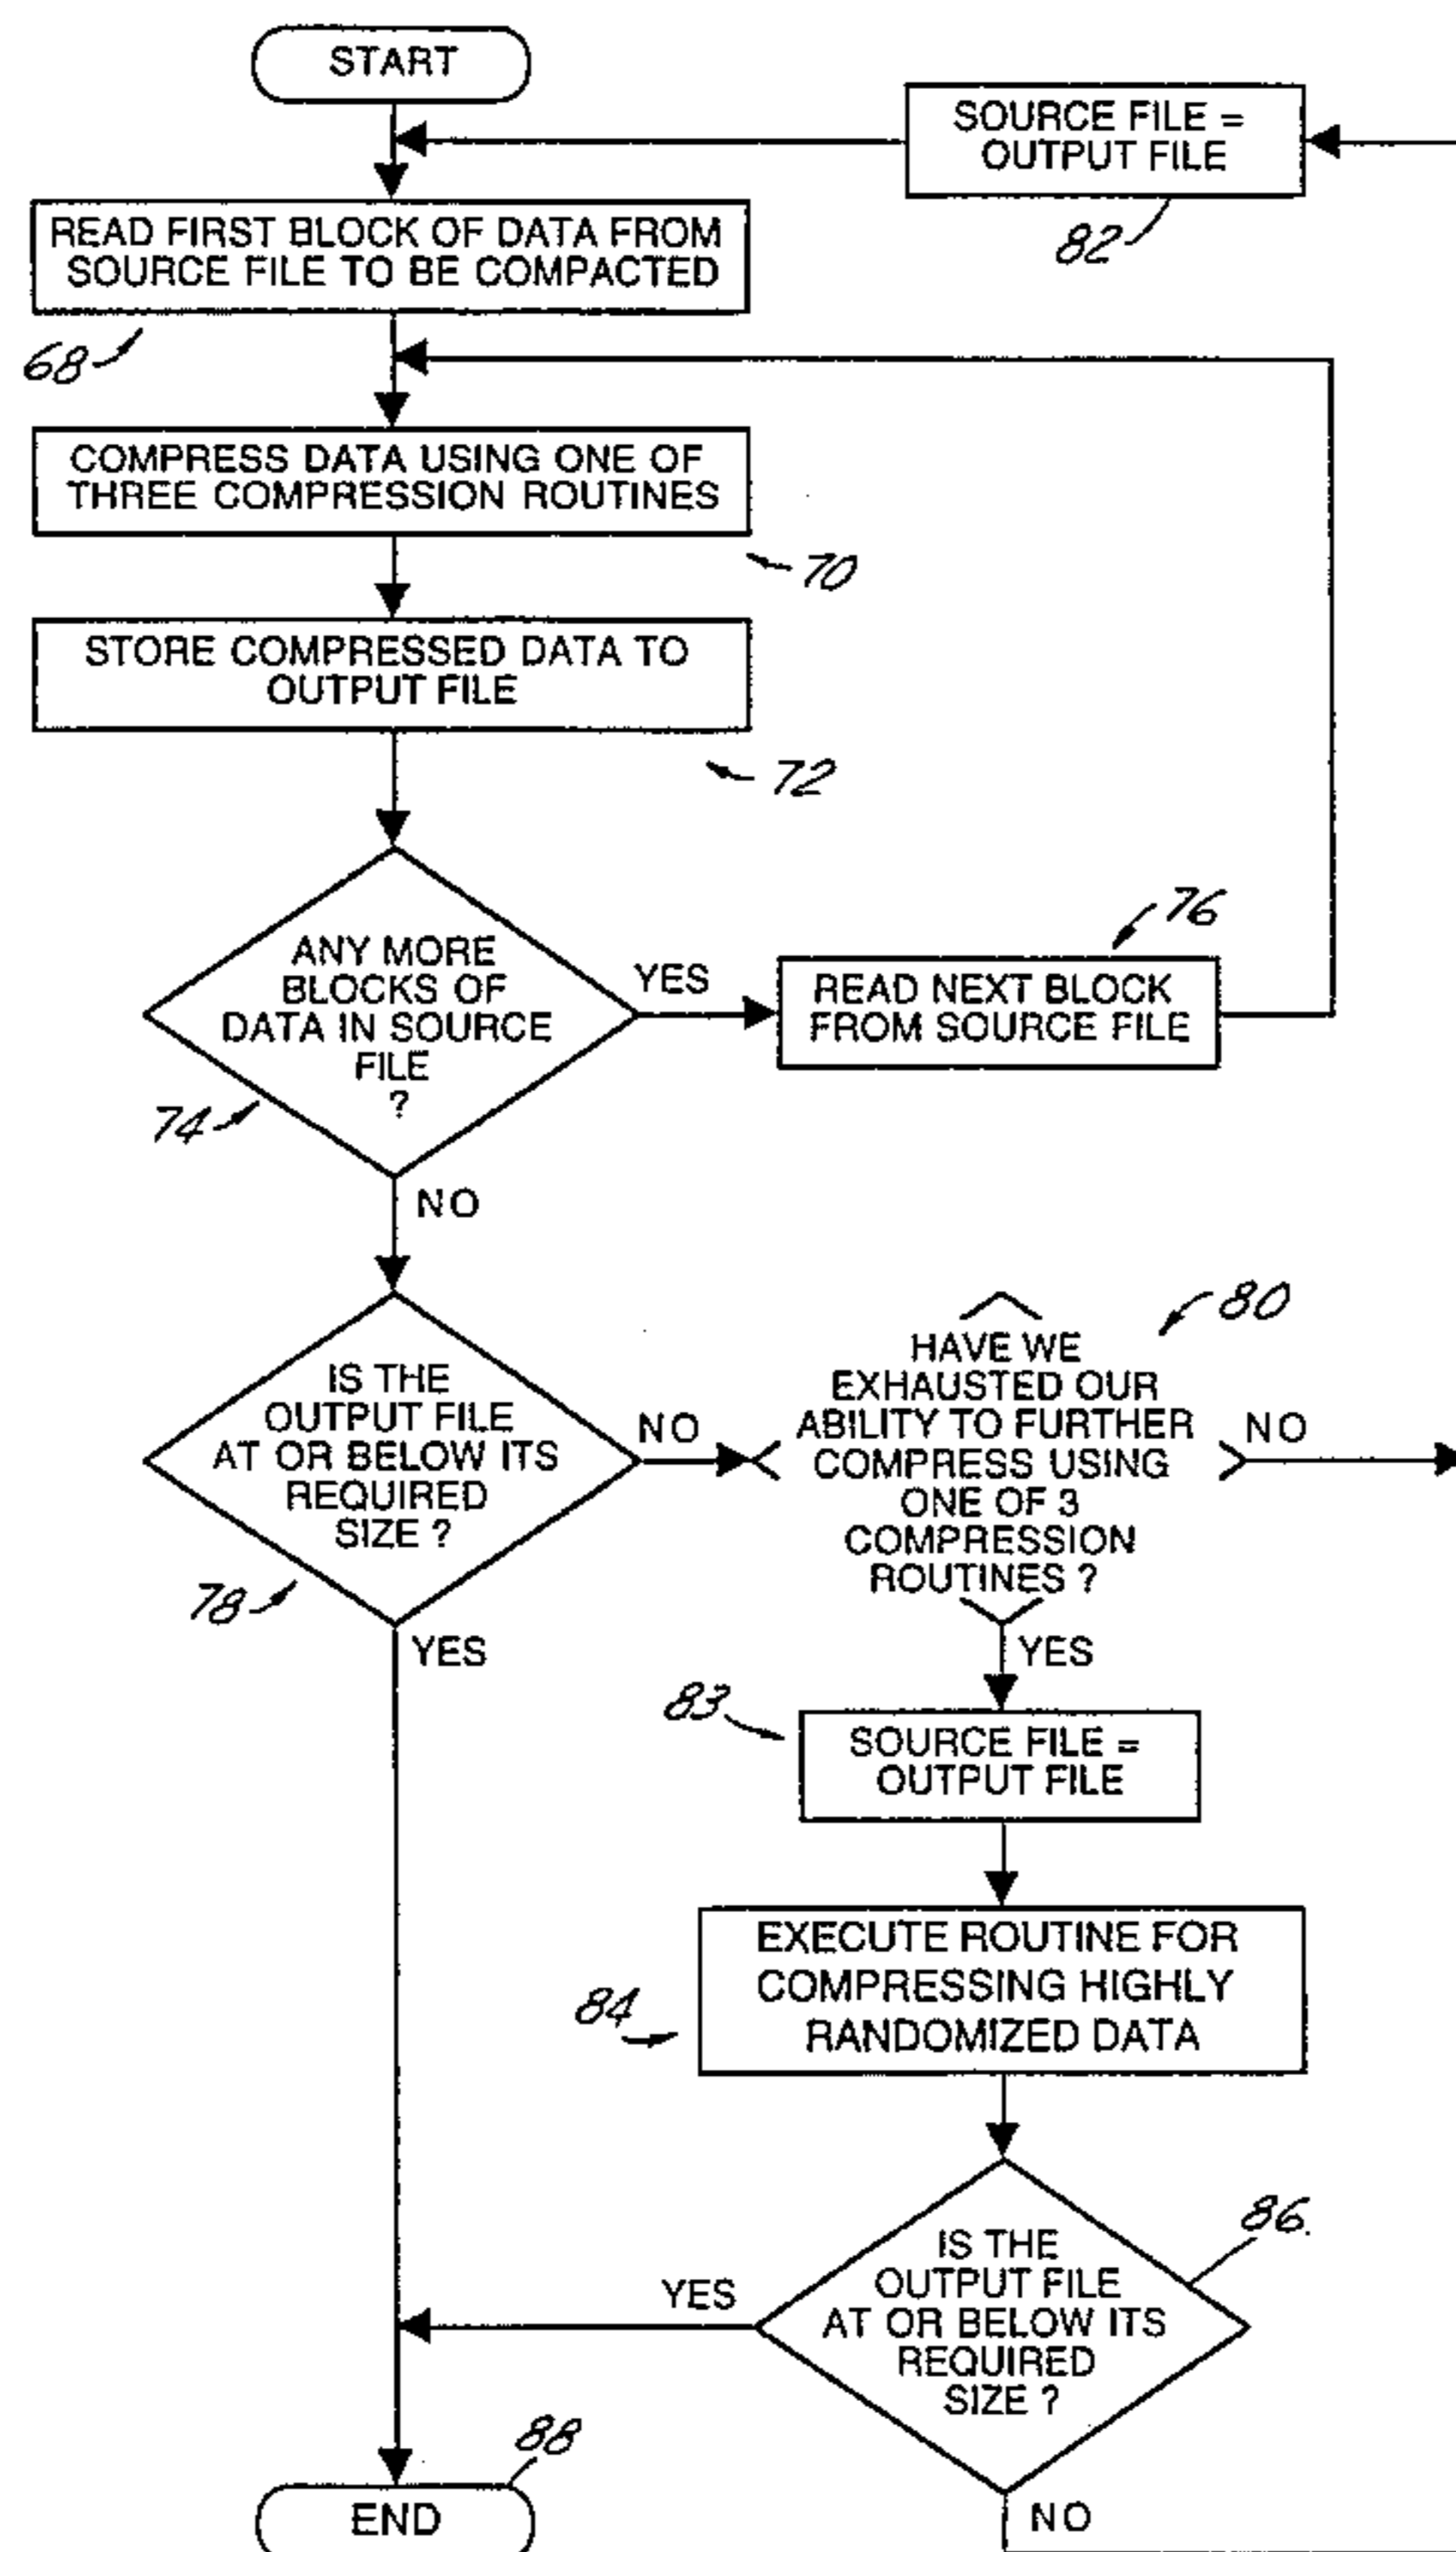 START
SOURCE FILE =
OUTPUT FILE
82
READ FIRST BLOCK OF DATA FROM
SOURCE FILE TO BE COMPACTED
68
COMPRESS DATA USING ONE OF
THREE COMPRESSION ROUTINES
70
STORE COMPRESSED DATA TO
OUTPUT FILE
72
ANY MORE
BLOCKS OF
DATA IN SOURCE
FILE
?
74
YES
76
READ NEXT BLOCK
FROM SOURCE FILE
NO
IS THE
OUTPUT FILE
AT OR BELOW ITS
REQUIRED
SIZE ?
78
NO
80
HAVE WE
EXHAUSTED OUR
ABILITY TO FURTHER
COMPRESS USING
ONE OF 3
COMPRESSION
ROUTINES ?
NO
YES
YES
83
SOURCE FILE =
OUTPUT FILE
84
EXECUTE ROUTINE FOR
COMPRESSING HIGHLY
RANDOMIZED DATA
86
IS THE
OUTPUT FILE
AT OR BELOW ITS
REQUIRED
SIZE ?
YES
NO
88
END